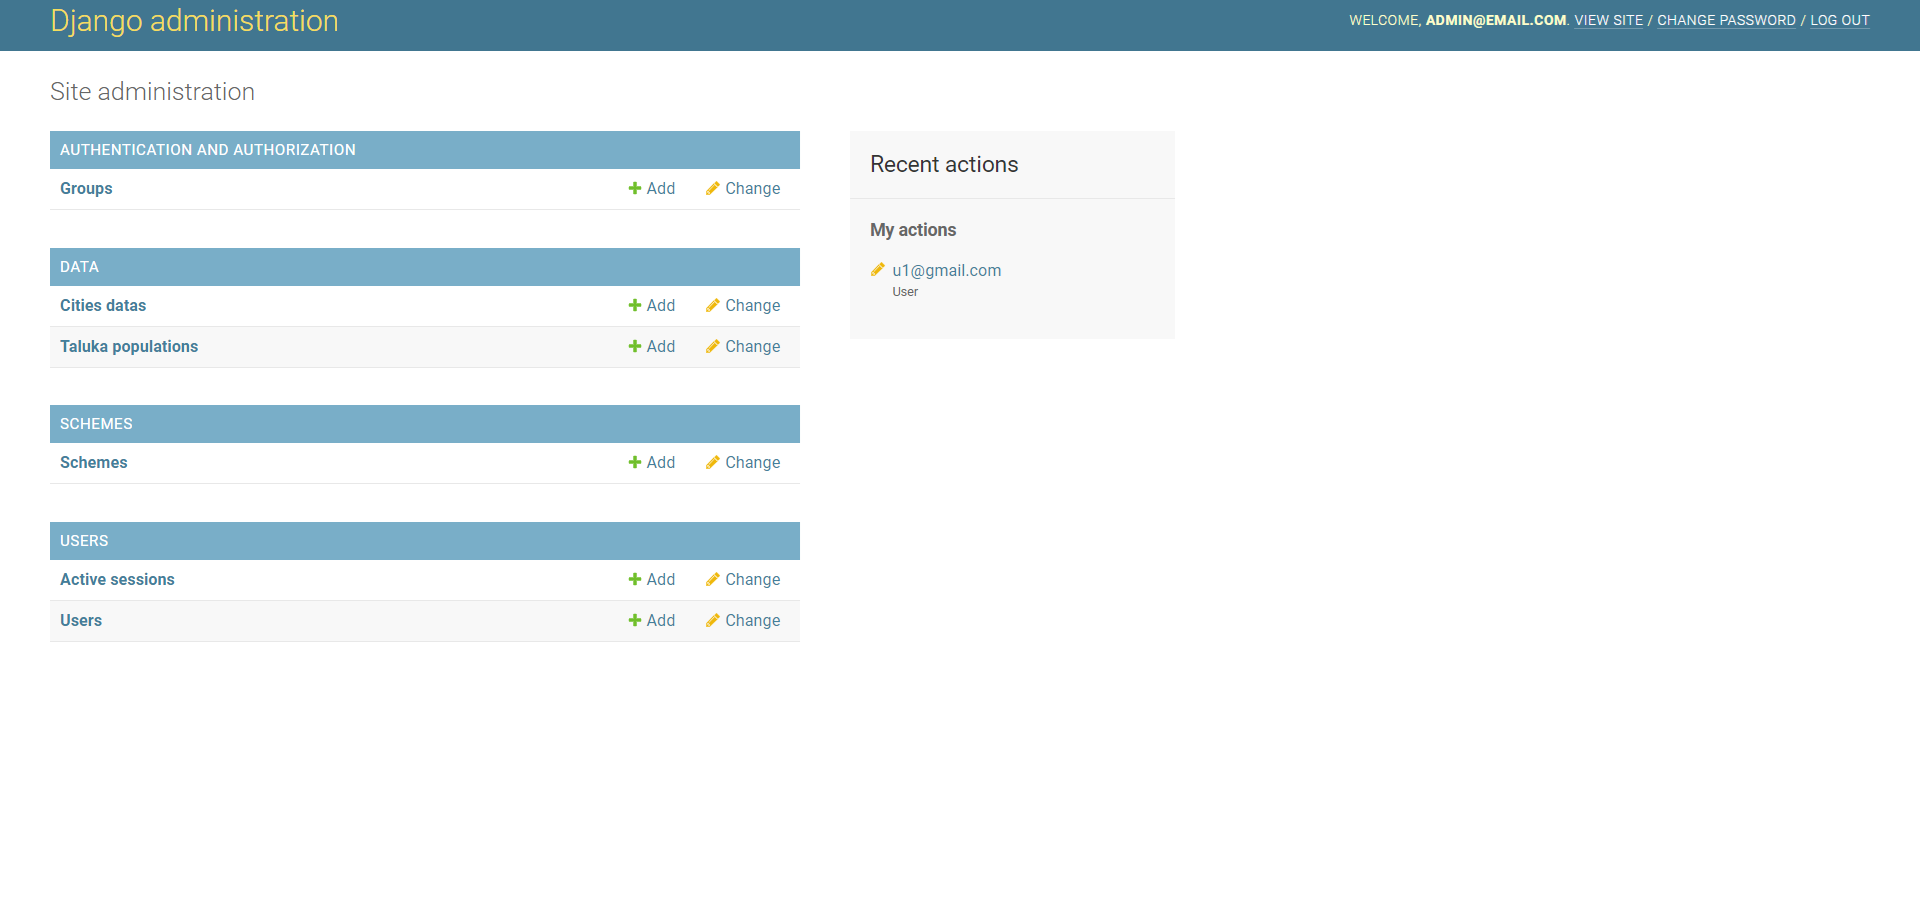 Django administration
WELCOME, ADMIN@EMAIL.COM. VIEW SITE / CHANGE PASSWORD / LOG OUT
Site administration
AUTHENTICATION AND AUTHORIZATION
Groups Add Change
DATA
Cities datas Add Change
Taluka populations Add Change
SCHEMES
Schemes Add Change
USERS
Active sessions Add Change
Users Add Change
Recent actions
My actions
u1@gmail.com
User